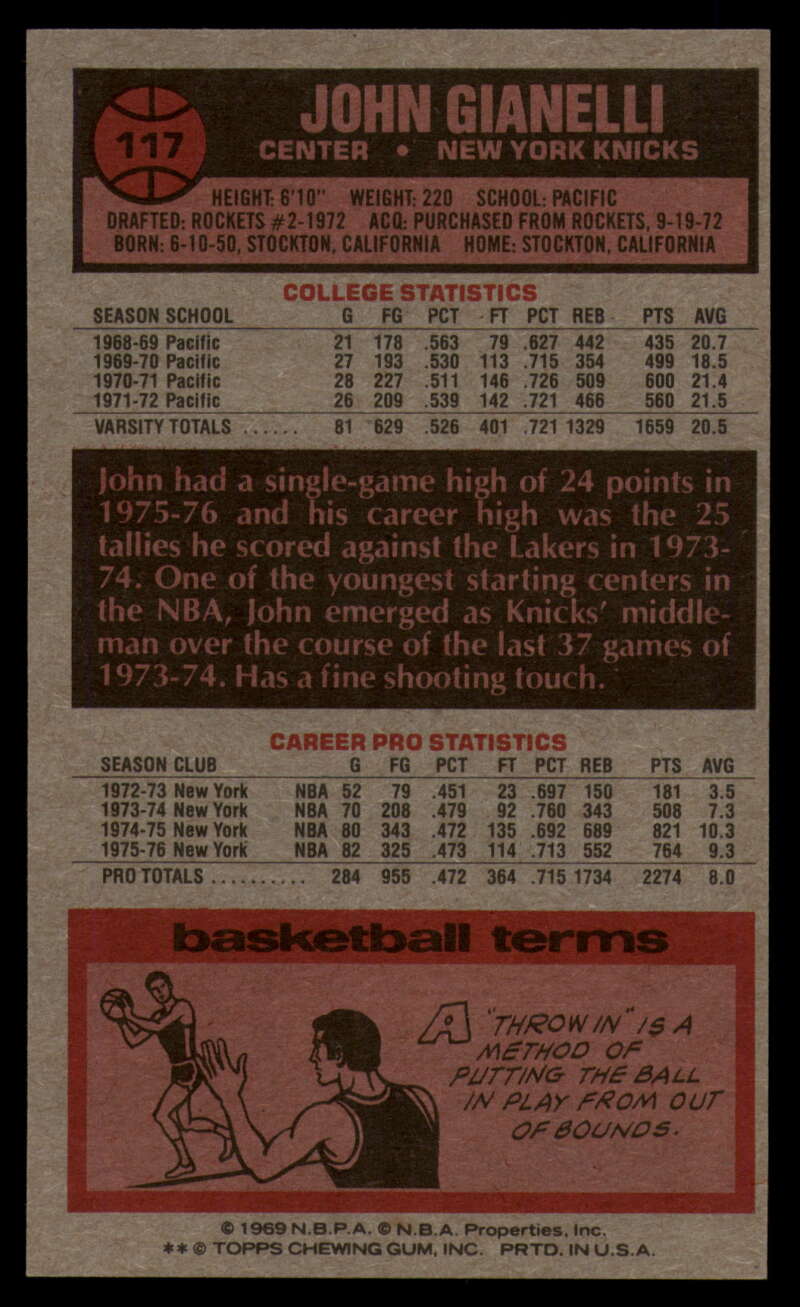 117
JOHN GIANELLI
CENTER • NEW YORK KNICKS
HEIGHT: 6'10" WEIGHT: 220 SCHOOL: PACIFIC
DRAFTED: ROCKETS #2-1972 ACQ: PURCHASED FROM ROCKETS, 9-19-72
BORN: 6-10-50, STOCKTON, CALIFORNIA HOME: STOCKTON, CALIFORNIA
COLLEGE STATISTICS
SEASON SCHOOL G FG PCT FT PCT REB PTS AVG
1968-69 Pacific 21 178 .563 79 .627 442 435 20.7
1969-70 Pacific 27 193 .530 113 .715 354 499 18.5
1970-71 Pacific 28 227 .511 146 .726 509 600 21.4
1971-72 Pacific 26 209 .539 142 .721 466 560 21.5
VARSITY TOTALS ...... 81 629 .526 401 .721 1329 1659 20.5
John had a single-game high of 24 points in
1975-76 and his career high was the 25
tallies he scored against the Lakers in 1973-
74. One of the youngest starting centers in
the NBA, John emerged as Knicks' middle-
man over the course of the last 37 games of
1973-74. Has a fine shooting touch.
CAREER PRO STATISTICS
SEASON CLUB G FG PCT FT PCT REB PTS AVG
1972-73 New York NBA 52 79 .451 23 .697 150 181 3.5
1973-74 New York NBA 70 208 .479 92 .760 343 508 7.3
1974-75 New York NBA 80 343 .472 135 .692 689 821 10.3
1975-76 New York NBA 82 325 .473 114 .713 552 764 9.3
PRO TOTALS .......... 284 955 .472 364 .715 1734 2274 8.0
basketball terms
A "THROW IN" IS A
METHOD OF
PUTTING THE BALL
IN PLAY FROM OUT
OF BOUNDS.
© 1969 N.B.P.A. © N.B.A. Properties, Inc.
** © TOPPS CHEWING GUM, INC. PRTD. IN U.S.A.